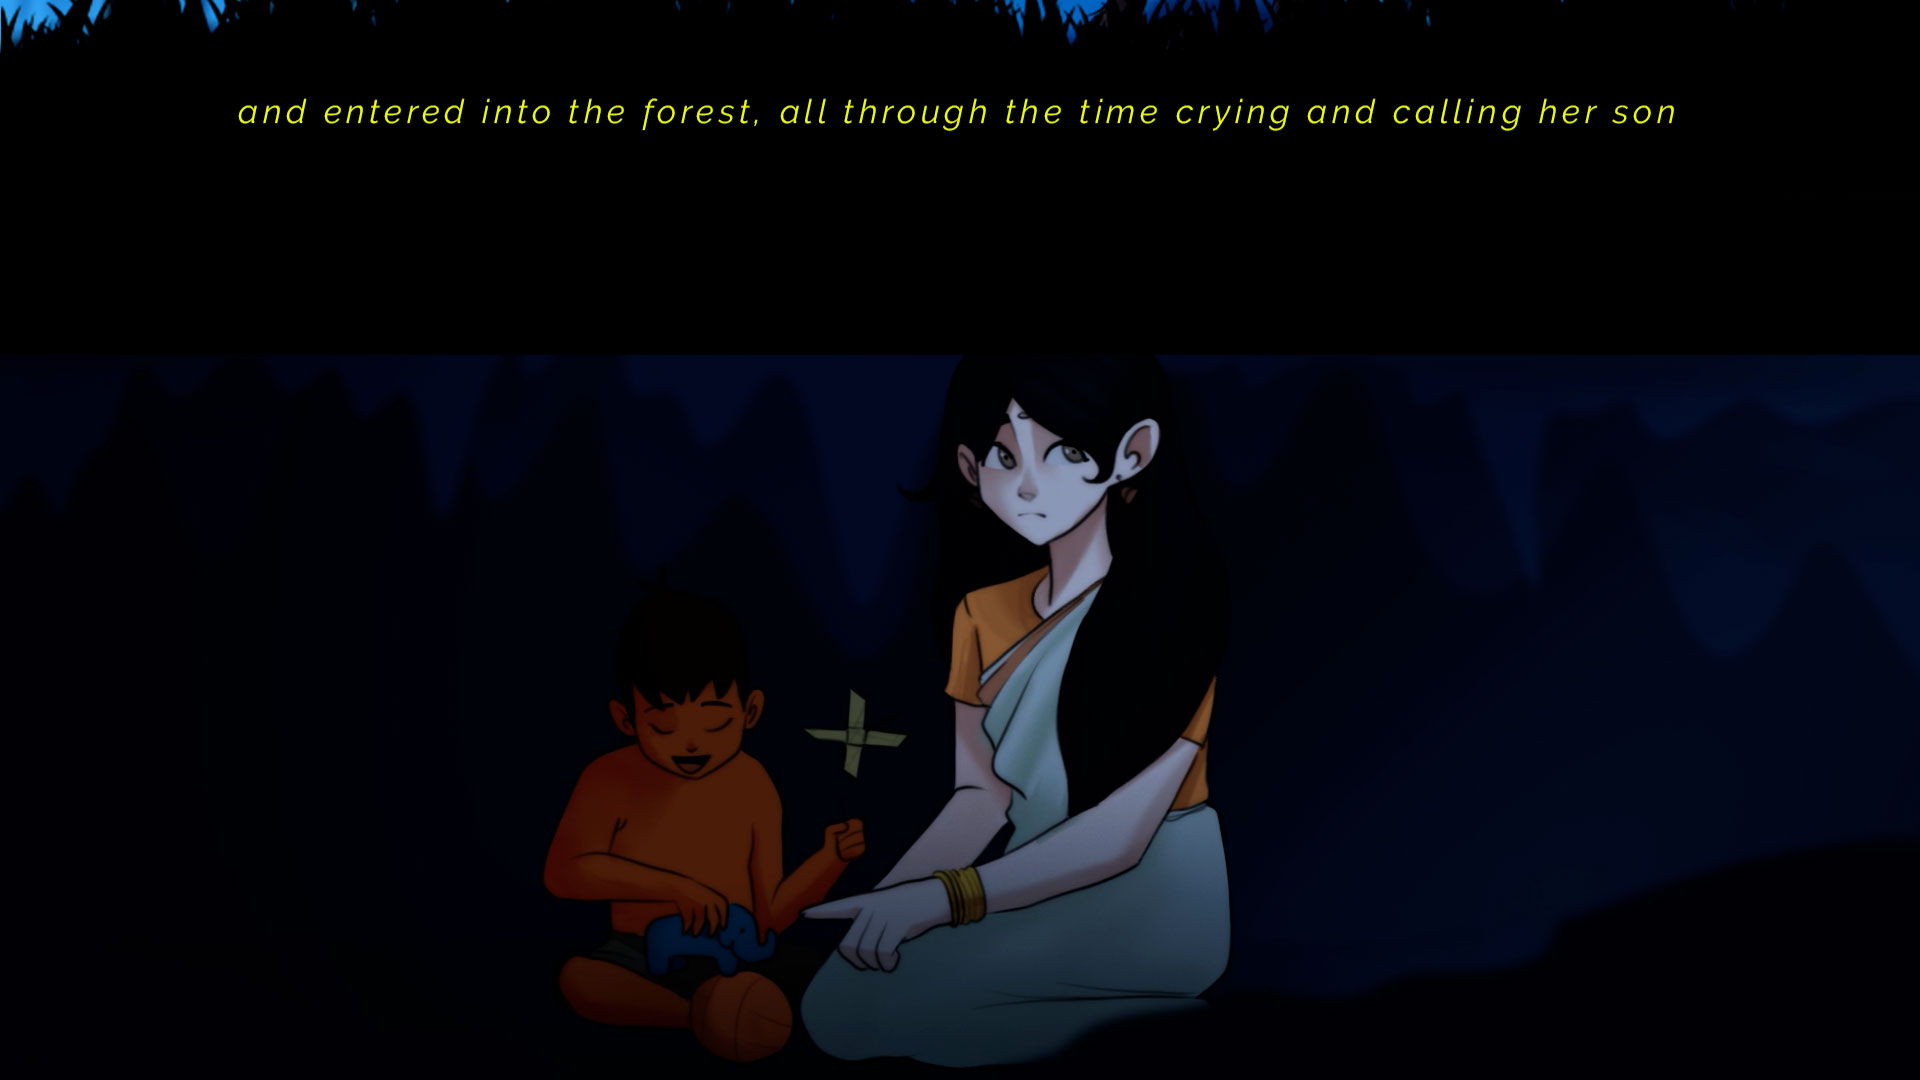 and entered into the forest, all through the time crying and calling her son